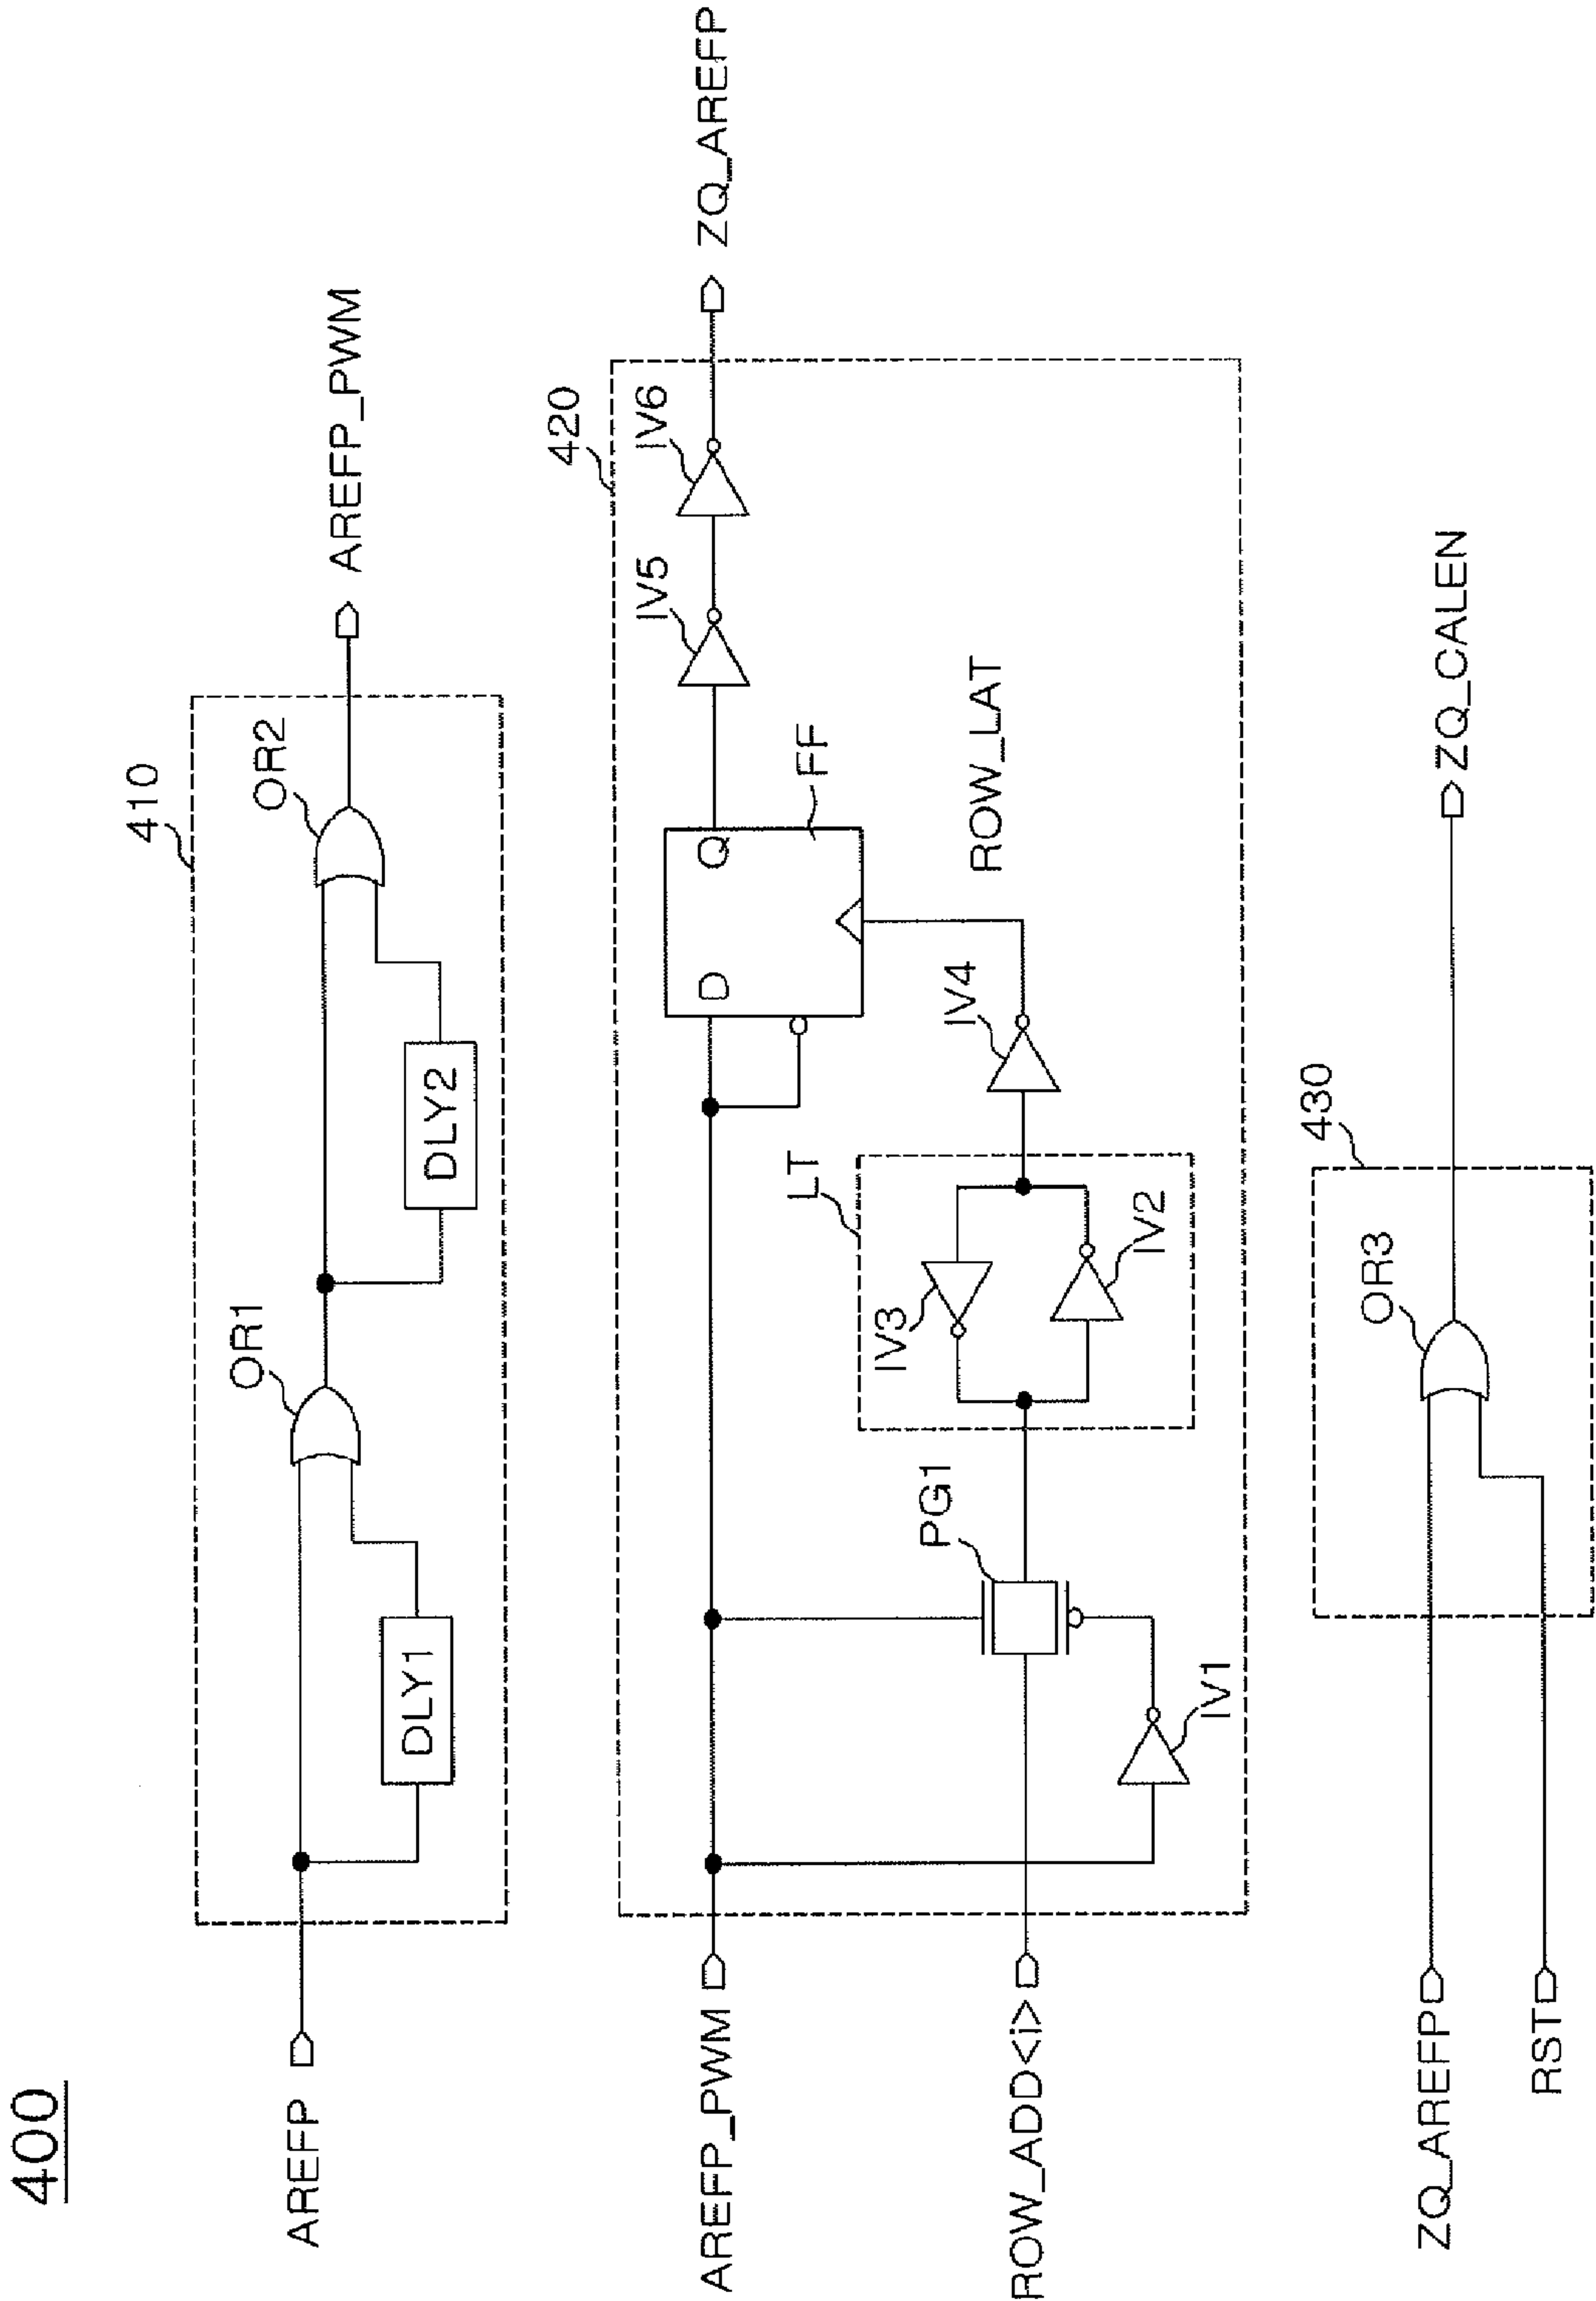 400
410
AREFP
DLY1
OR1
DLY2
OR2
AREFP_PWM
420
AREFP_PWM
ROW_ADD<i>
IV1
PG1
LT
IV3
IV2
IV4
ROW_LAT
D
Q
FF
IV5
IV6
ZQ_AREFP
430
ZQ_AREFP
RST
OR3
ZQ_CALEN